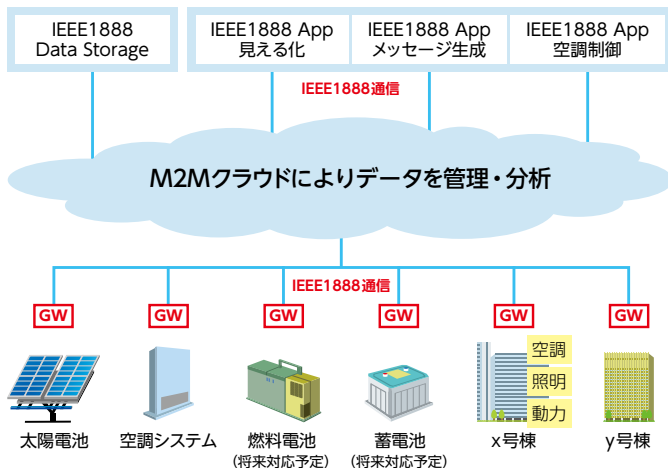 IEEE1888
Data Storage
IEEE1888 App
見える化
IEEE1888 App
メッセージ生成
IEEE1888 App
空調制御
IEEE1888通信
M2Mクラウドによりデータを管理・分析
IEEE1888通信
GW
GW
GW
GW
GW
GW
空調
照明
動力
太陽電池
空調システム
燃料電池
(将来対応予定)
蓄電池
(将来対応予定)
x号棟
y号棟